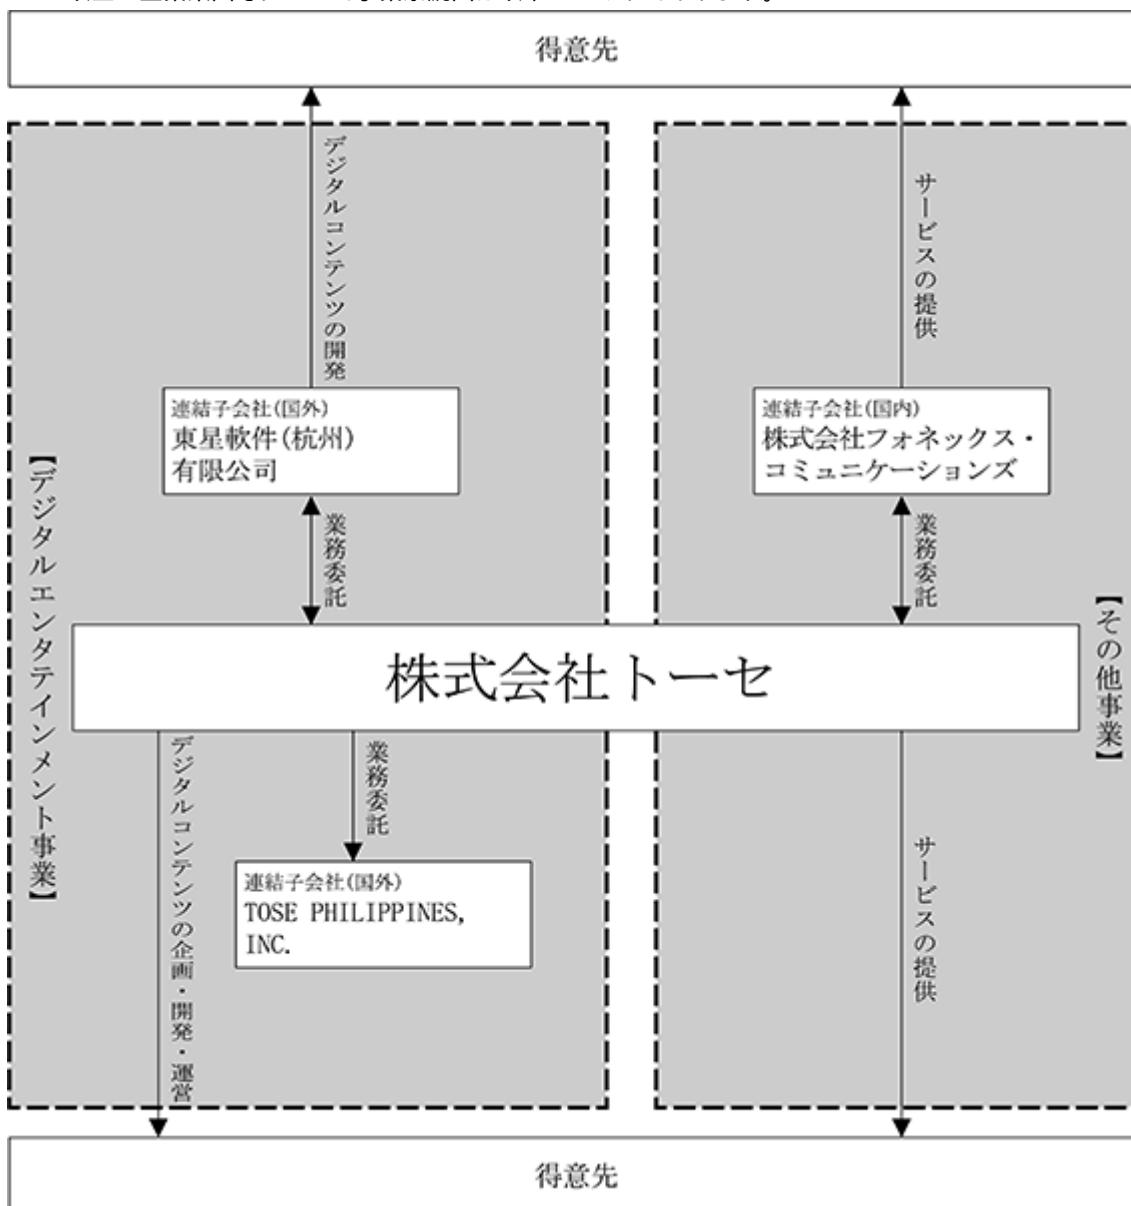 得意先
デジタルコンテンツの開発
サービスの提供
連結子会社(国外)
東星軟件(杭州)
有限公司
連結子会社(国内)
株式会社フォネックス・
コミュニケーションズ
業務委託
業務委託
【デジタルエンタテインメント事業】
【その他事業】
株式会社トーセ
デジタルコンテンツの企画・開発・運営
業務委託
サービスの提供
連結子会社(国外)
TOSE PHILIPPINES,
INC.
得意先